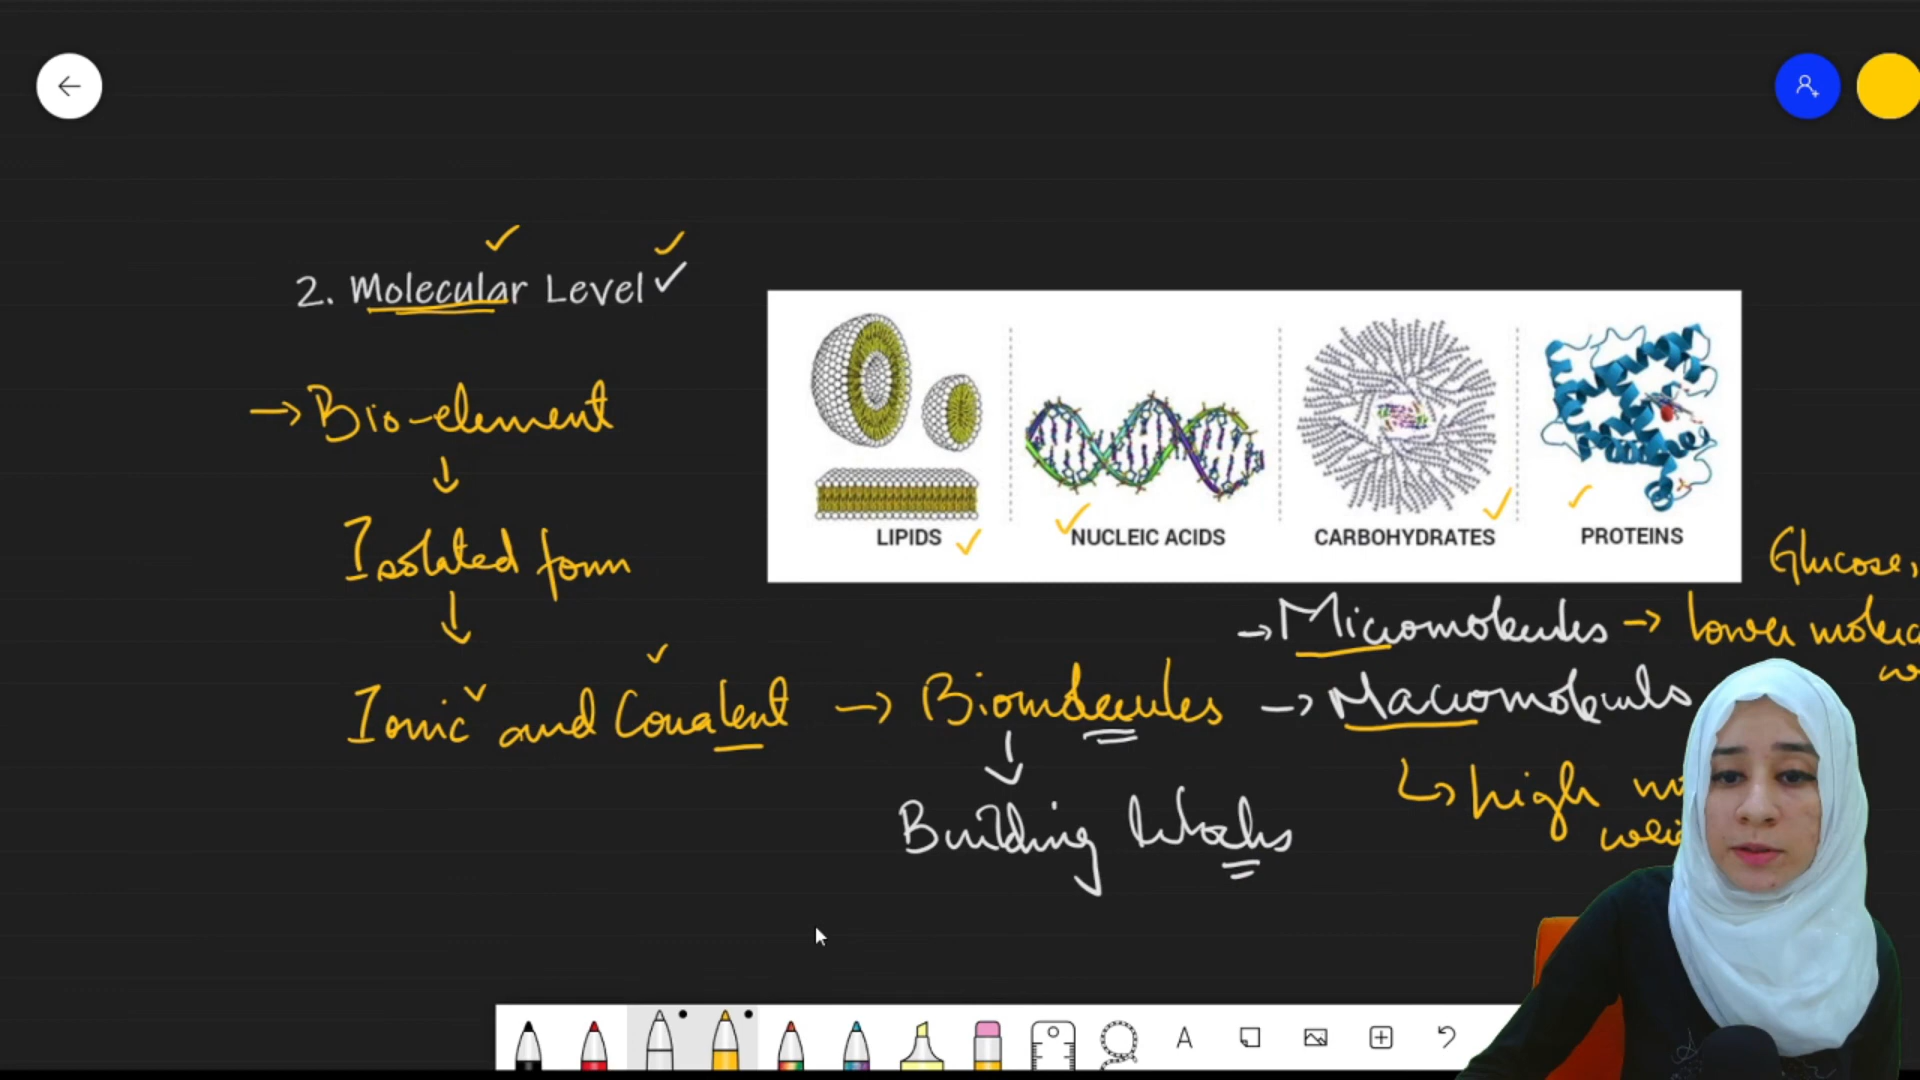 2. Molecular Level
→ Bio-element
↓
Isolated form
↓
Ionic and Covalent → Biomolecules
↓
Building blocks
LIPIDS
NUCLEIC ACIDS
CARBOHYDRATES
PROTEINS
Glucose,
→ Micromolecules → lower
→ Macromolecules
↳ high
A